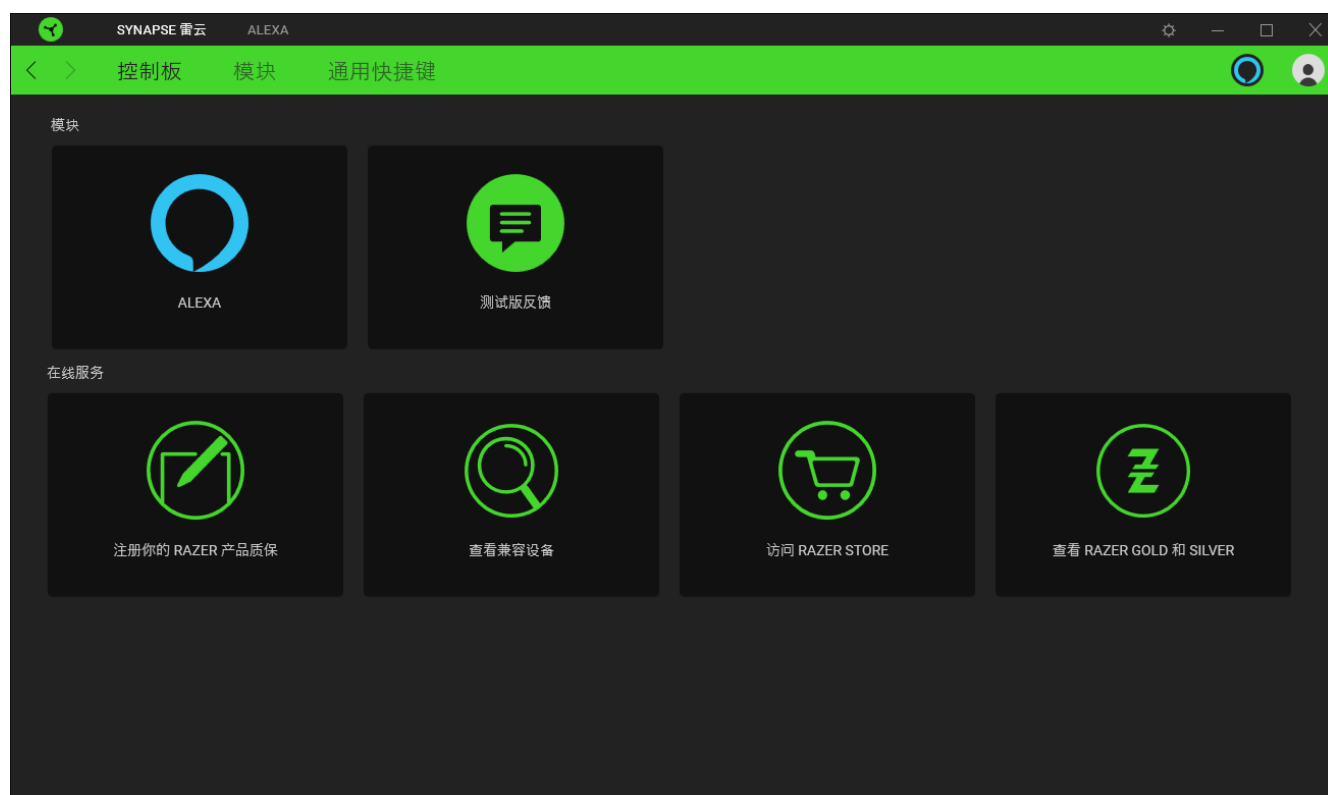 SYNAPSE 雷云 ALEXA
控制板 模块 通用快捷键
模块
ALEXA
测试版反馈
在线服务
注册你的 RAZER 产品质保
查看兼容设备
访问 RAZER STORE
查看 RAZER GOLD 和 SILVER